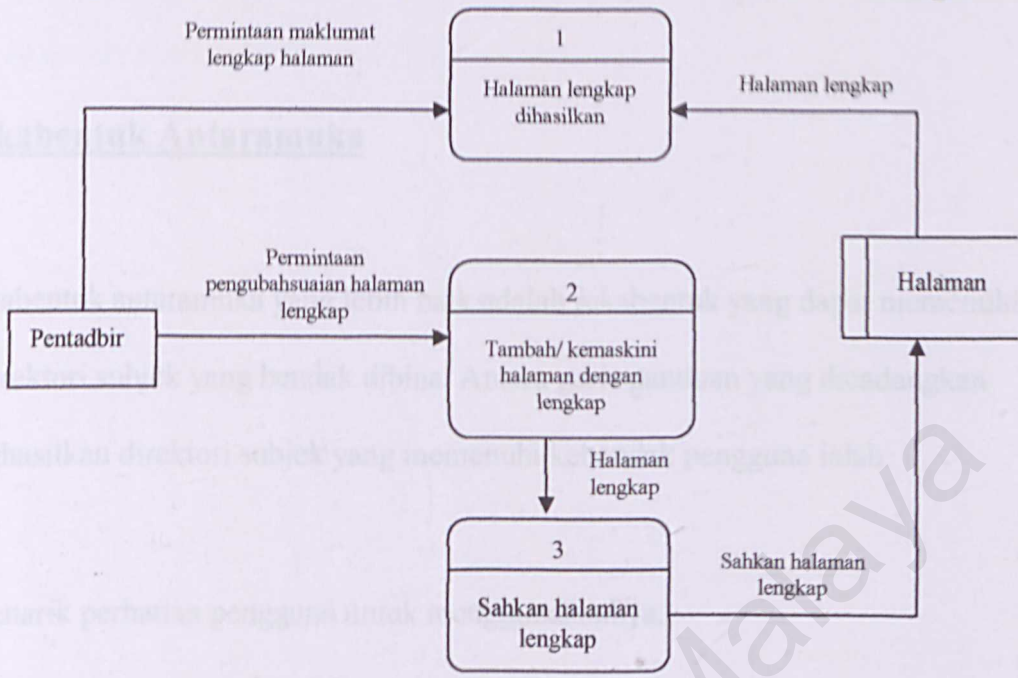 Permintaan maklumat
lengkap halaman
1
Halaman lengkap
dihasilkan
Halaman lengkap
Permintaan
pengubahsuaian halaman
lengkap
Pentadbir
2
Tambah/ kemaskini
halaman dengan
lengkap
Halaman
Halaman
lengkap
3
Sahkan halaman
lengkap
Sahkan halaman
lengkap
Malaya